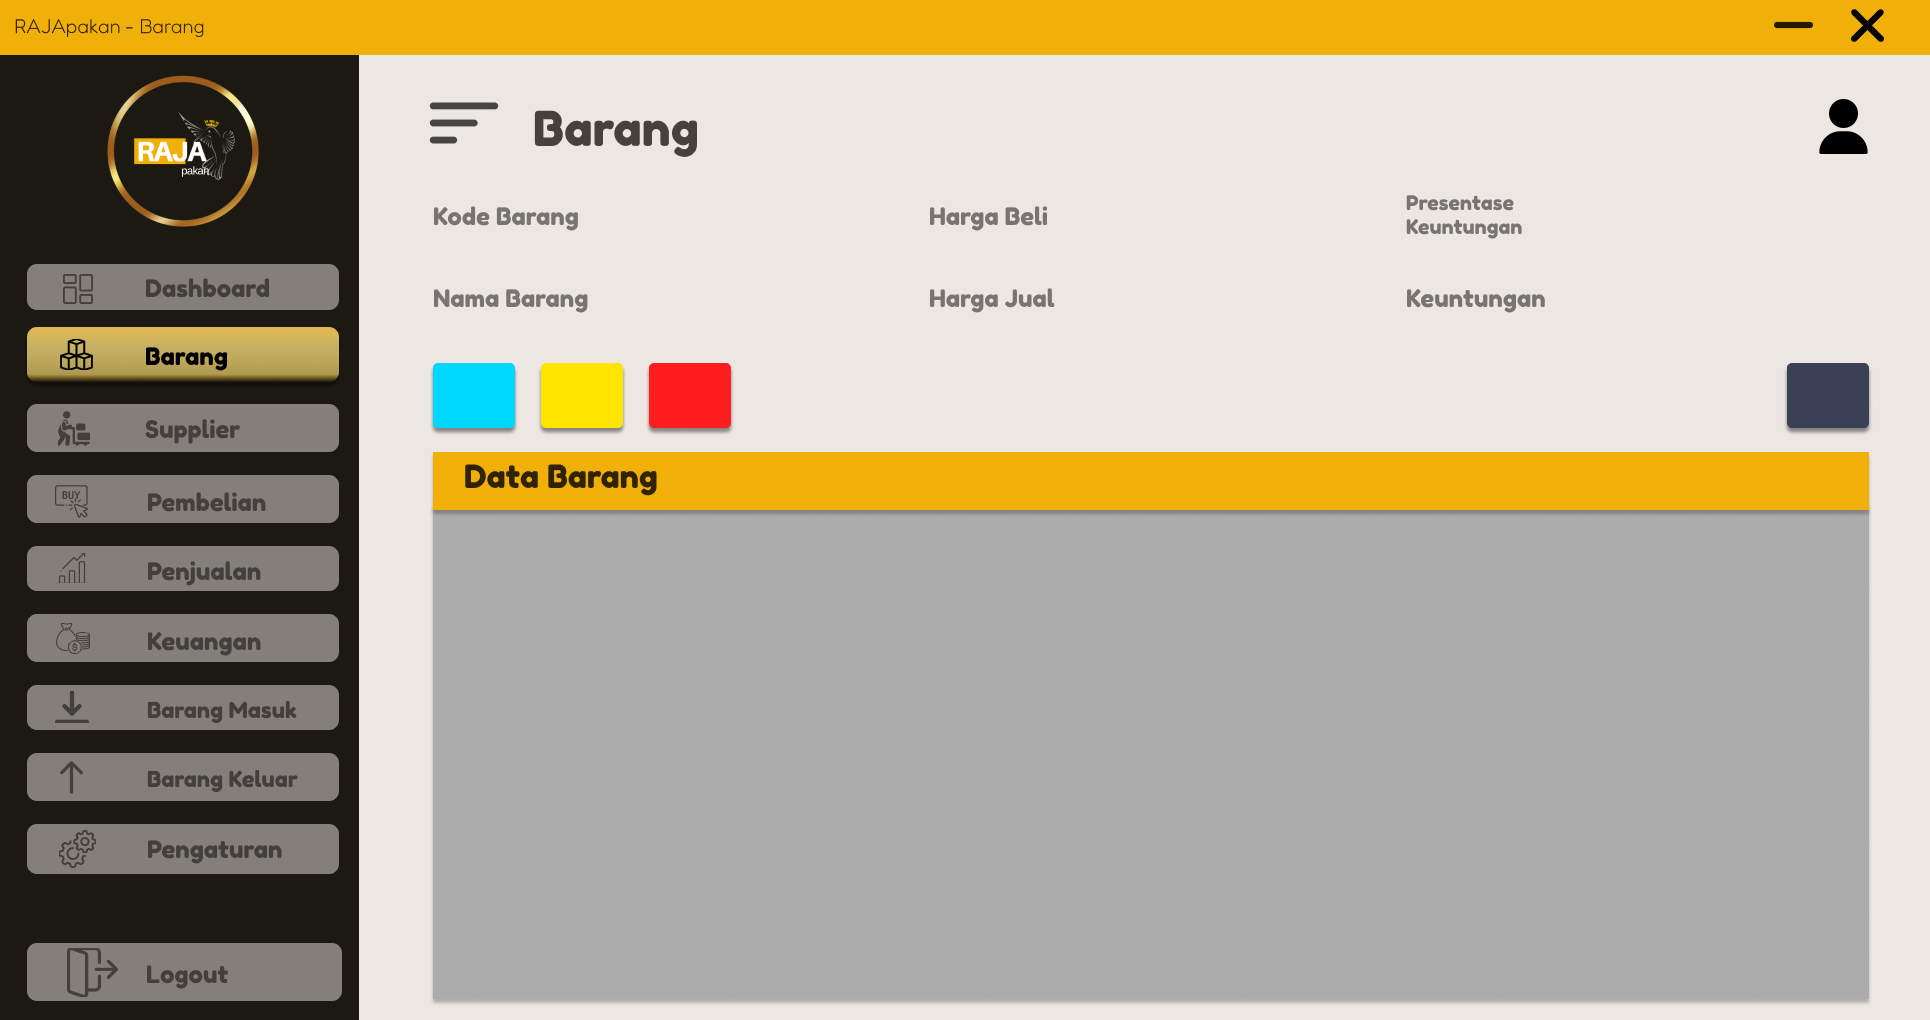 RAJApakan - Barang
RAJA
pakan
Barang
Kode Barang
Harga Beli
Presentase
Keuntungan
Nama Barang
Harga Jual
Keuntungan
Dashboard
Barang
Supplier
BUY
Pembelian
Penjualan
$
Keuangan
Barang Masuk
Barang Keluar
Pengaturan
Logout
Data Barang